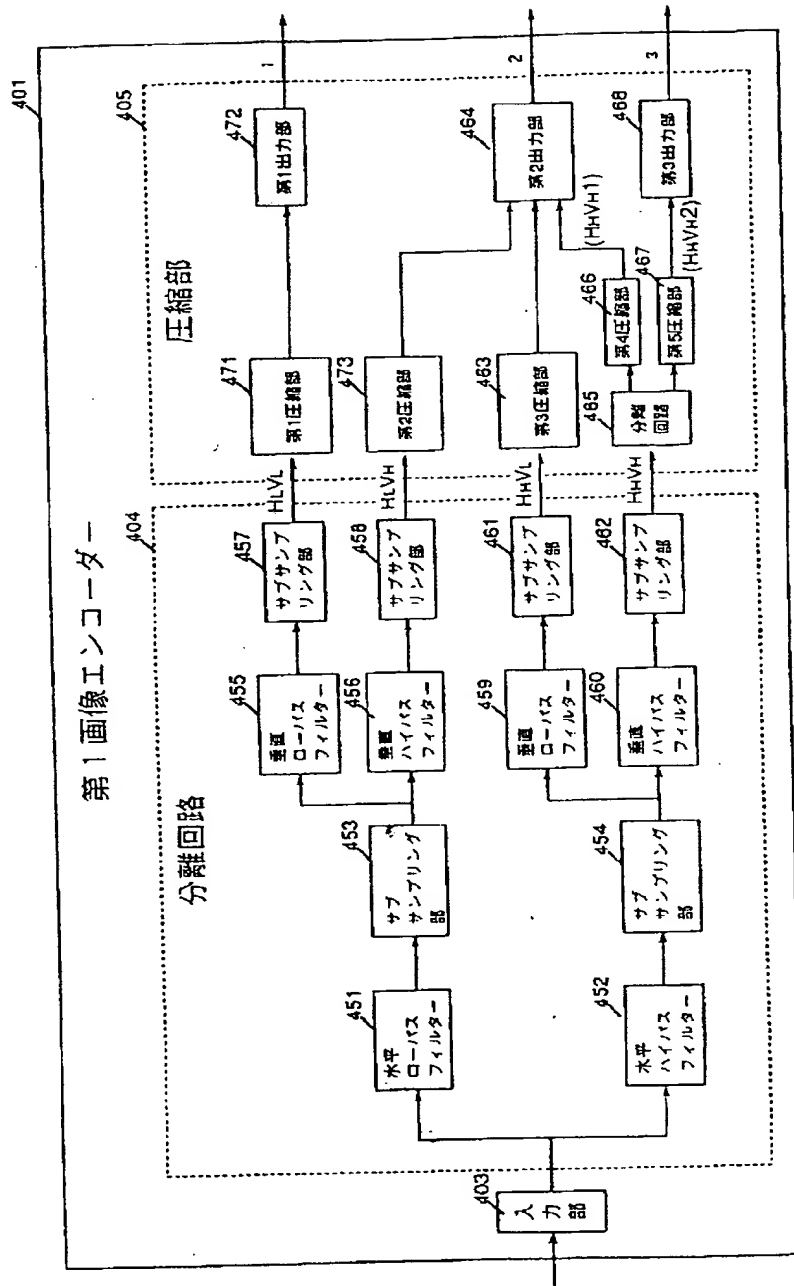 401
第1画像エンコーダー
403
入力部
404
分離回路
451
水平
ローパス
フィルター
452
水平
ハイパス
フィルター
453
サブ
サンプリング
部
454
サブ
サンプリング
部
455
垂直
ローパス
フィルター
456
垂直
ハイパス
フィルター
459
垂直
ローパス
フィルター
460
垂直
ハイパス
フィルター
457
サブサンプ
リング部
458
サブサンプ
リング部
461
サブサンプ
リング部
462
サブサンプ
リング部
HLVL
HLVH
HHVL
HHVH
405
圧縮部
471
第1圧縮部
473
第2圧縮部
463
第3圧縮部
465
分離
回路
466
第4圧縮部
467
第5圧縮部
(HHVH1)
(HHVH2)
472
第1出力部
464
第2出力部
468
第3出力部
1
2
3